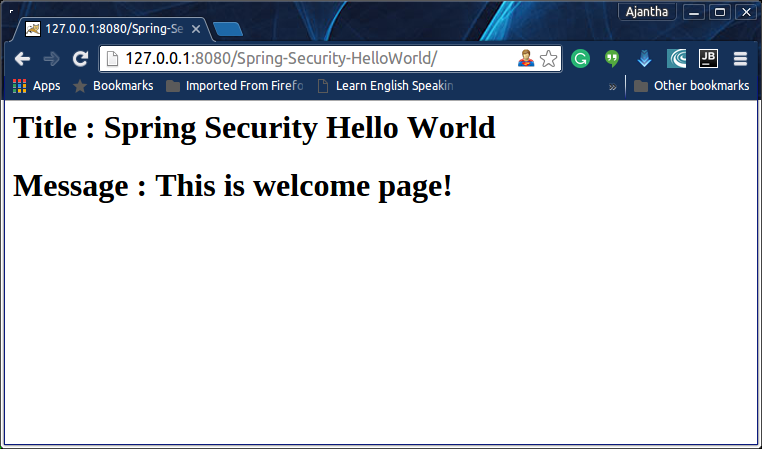 Ajantha
127.0.0.1:8080/Spring-Se
127.0.0.1:8080/Spring-Security-HelloWorld/
JB
Apps Bookmarks Imported From Firefo Learn English Speakin » Other bookmarks
Title : Spring Security Hello World
Message : This is welcome page!